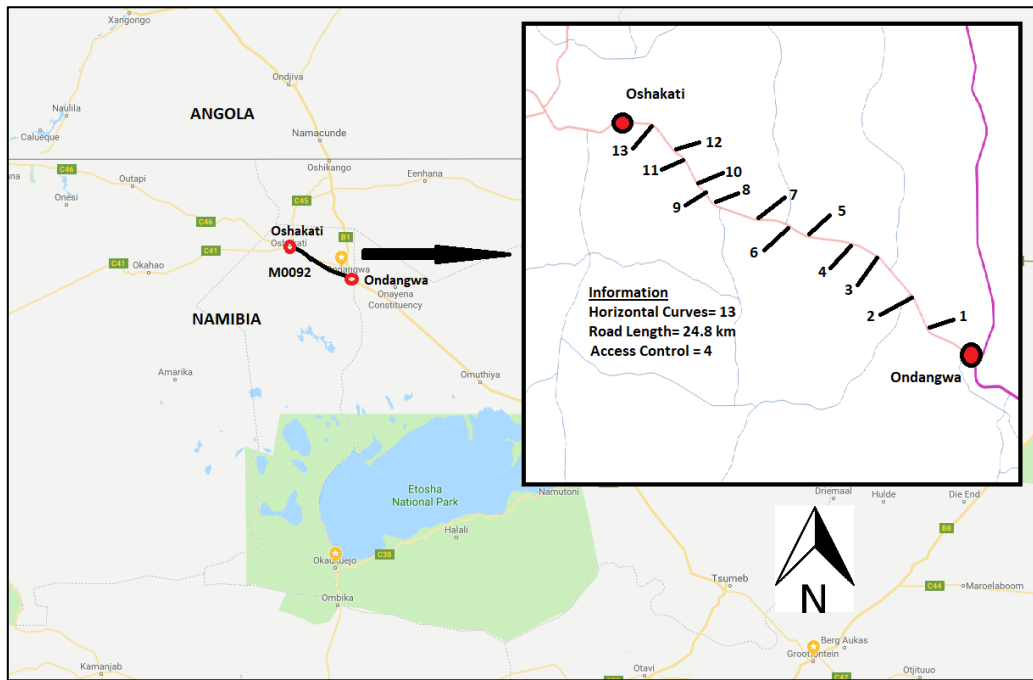 Xangongo
Ondjiva
Naulila
Calueque
ANGOLA
Namacunde
C46
Oshikango
Outapi
Eenhana
Onesi
C45
C46
Oshakati
B1
C41
C41
Okahao
M0092
Ondangwa
Onayena
Constituency
NAMIBIA
Amarika
Omuthiya
Etosha
National Park
Namutoni
Halali
Okaukuejo
C38
Ombika
Kamanjab
Driemaal
Hulde
Die End
B8
Tsumeb
C44
Maroelaboom
N
Berg Aukas
Grootfontein
Otavi
C42
Otjituuo
Oshakati
13
12
11
10
9
8
7
6
5
4
3
2
1
Ondangwa
Information
Horizontal Curves= 13
Road Length= 24.8 km
Access Control = 4